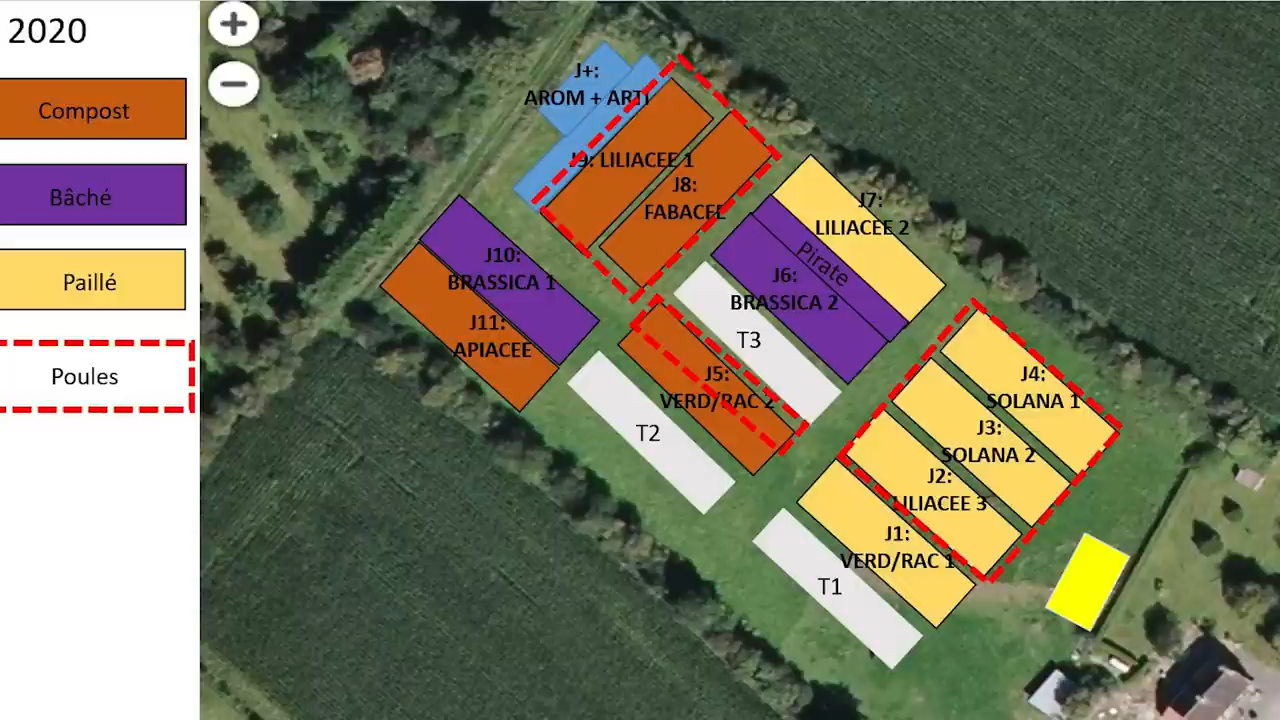 2020
Compost
Bâché
Paillé
Poules
+
−
J+:
AROM + ARTI
J9: LILIACEE 1
J8:
FABACEE
J7:
LILIACEE 2
Pirate
J6:
BRASSICA 2
J10:
BRASSICA 1
J11:
APIACEE
T3
J5:
VERD/RAC 2
T2
J4:
SOLANA 1
J3:
SOLANA 2
J2:
LILIACEE 3
J1:
VERD/RAC 1
T1